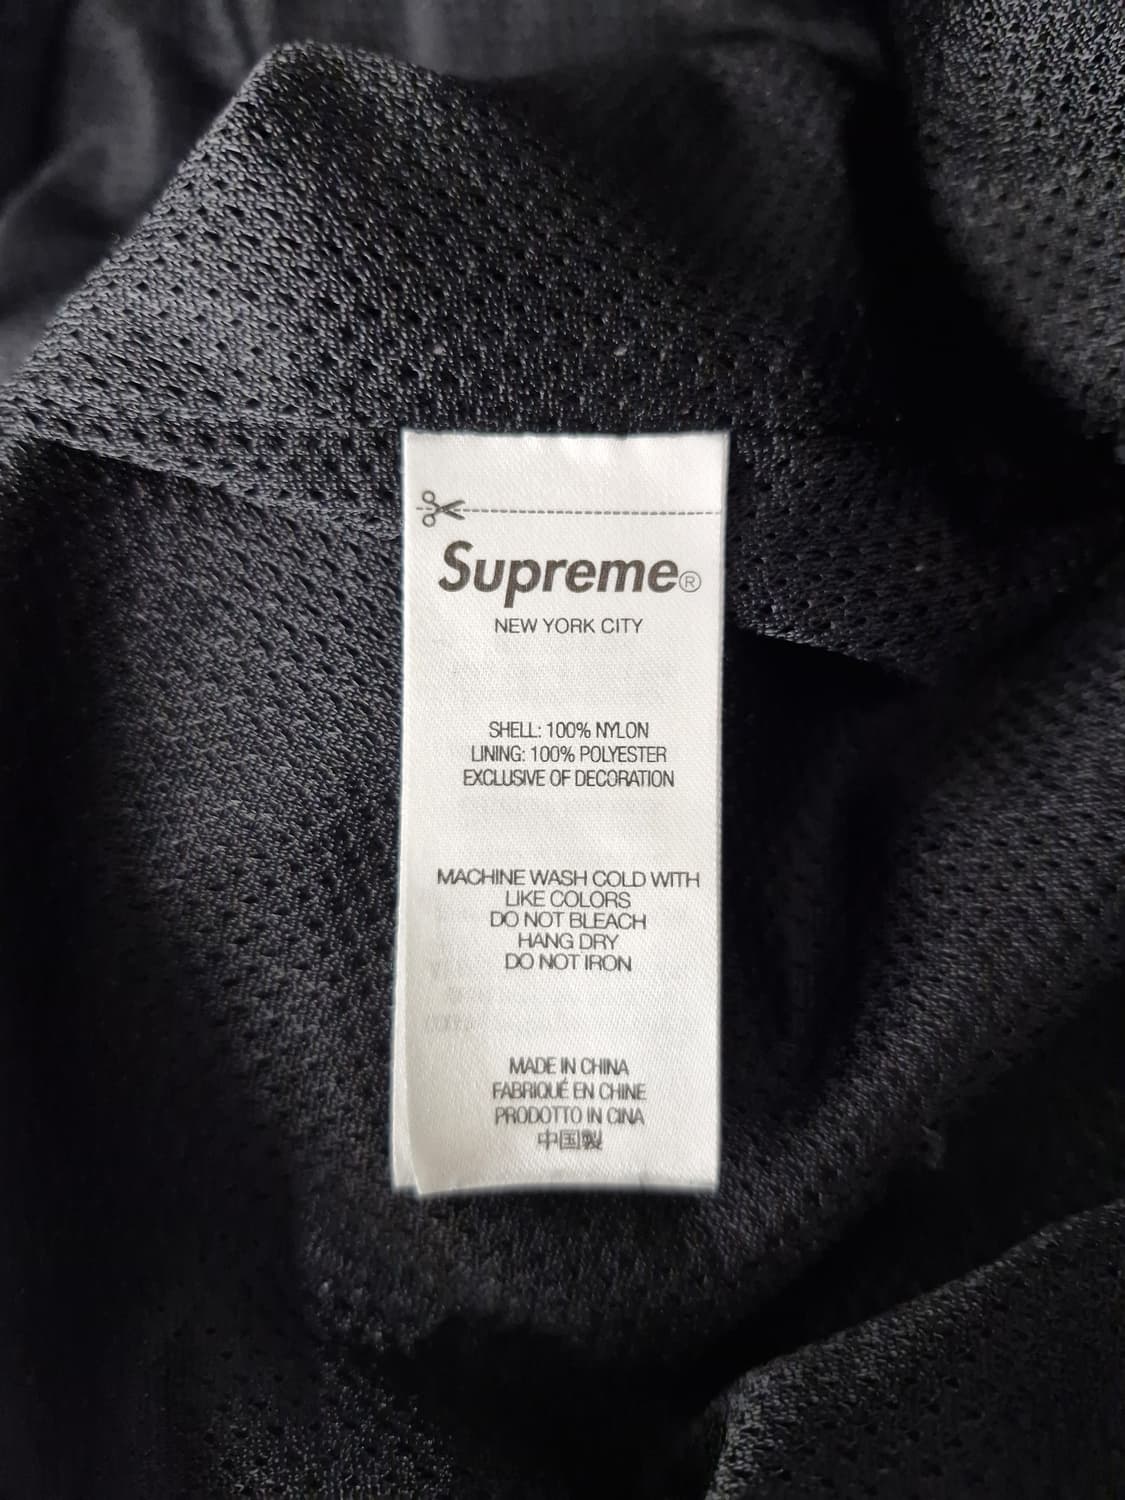 Supreme®
NEW YORK CITY
SHELL: 100% NYLON
LINING: 100% POLYESTER
EXCLUSIVE OF DECORATION
MACHINE WASH COLD WITH
LIKE COLORS
DO NOT BLEACH
HANG DRY
DO NOT IRON
MADE IN CHINA
FABRIQUÉ EN CHINE
PRODOTTO IN CINA
中国製